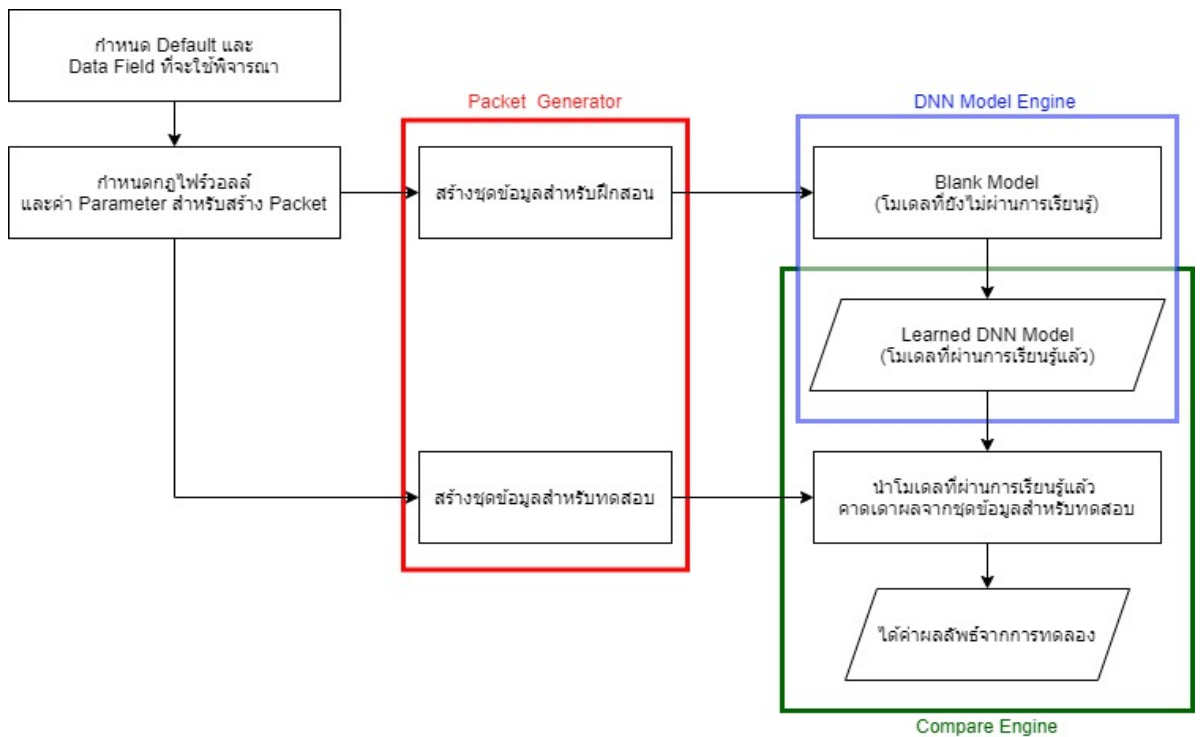 กำหนด Default และ
Data Field ที่จะใช้พิจารณา
Packet Generator
DNN Model Engine
กำหนดกฎไฟร์วอลล์
และค่า Parameter สำหรับสร้าง Packet
สร้างชุดข้อมูลสำหรับฝึกสอน
Blank Model
(โมเดลที่ยังไม่ผ่านการเรียนรู้)
Learned DNN Model
(โมเดลที่ผ่านการเรียนรู้แล้ว)
สร้างชุดข้อมูลสำหรับทดสอบ
นำโมเดลที่ผ่านการเรียนรู้แล้ว
คาดเดาผลจากชุดข้อมูลสำหรับทดสอบ
ได้ค่าผลลัพธ์จากการทดลอง
Compare Engine